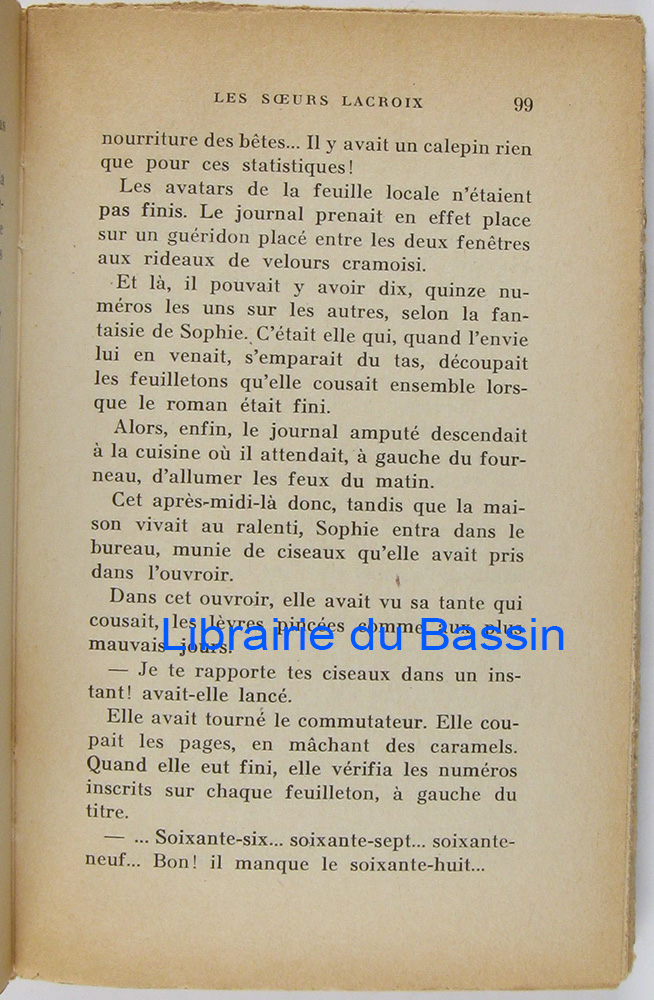 LES SŒURS LACROIX 99
nourriture des bêtes... Il y avait un calepin rien
que pour ces statistiques!
Les avatars de la feuille locale n'étaient
pas finis. Le journal prenait en effet place
sur un guéridon placé entre les deux fenêtres
aux rideaux de velours cramoisi.
Et là, il pouvait y avoir dix, quinze nu-
méros les uns sur les autres, selon la fan-
taisie de Sophie. C'était elle qui, quand l'envie
lui en venait, s'emparait du tas, découpait
les feuilletons qu'elle cousait ensemble lors-
que le roman était fini.
Alors, enfin, le journal amputé descendait
à la cuisine où il attendait, à gauche du four-
neau, d'allumer les feux du matin.
Cet après-midi-là donc, tandis que la mai-
son vivait au ralenti, Sophie entra dans le
bureau, munie de ciseaux qu'elle avait pris
dans l'ouvroir.
Dans cet ouvroir, elle avait vu sa tante qui
cousait, les lèvres pincées comme aux plus
Librairie du Bassin
mauvais jours.
— Je te rapporte tes ciseaux dans un ins-
tant! avait-elle lancé.
Elle avait tourné le commutateur. Elle cou-
pait les pages, en mâchant des caramels.
Quand elle eut fini, elle vérifia les numéros
inscrits sur chaque feuilleton, à gauche du
titre.
— ... Soixante-six... soixante-sept... soixante-
neuf... Bon! il manque le soixante-huit...